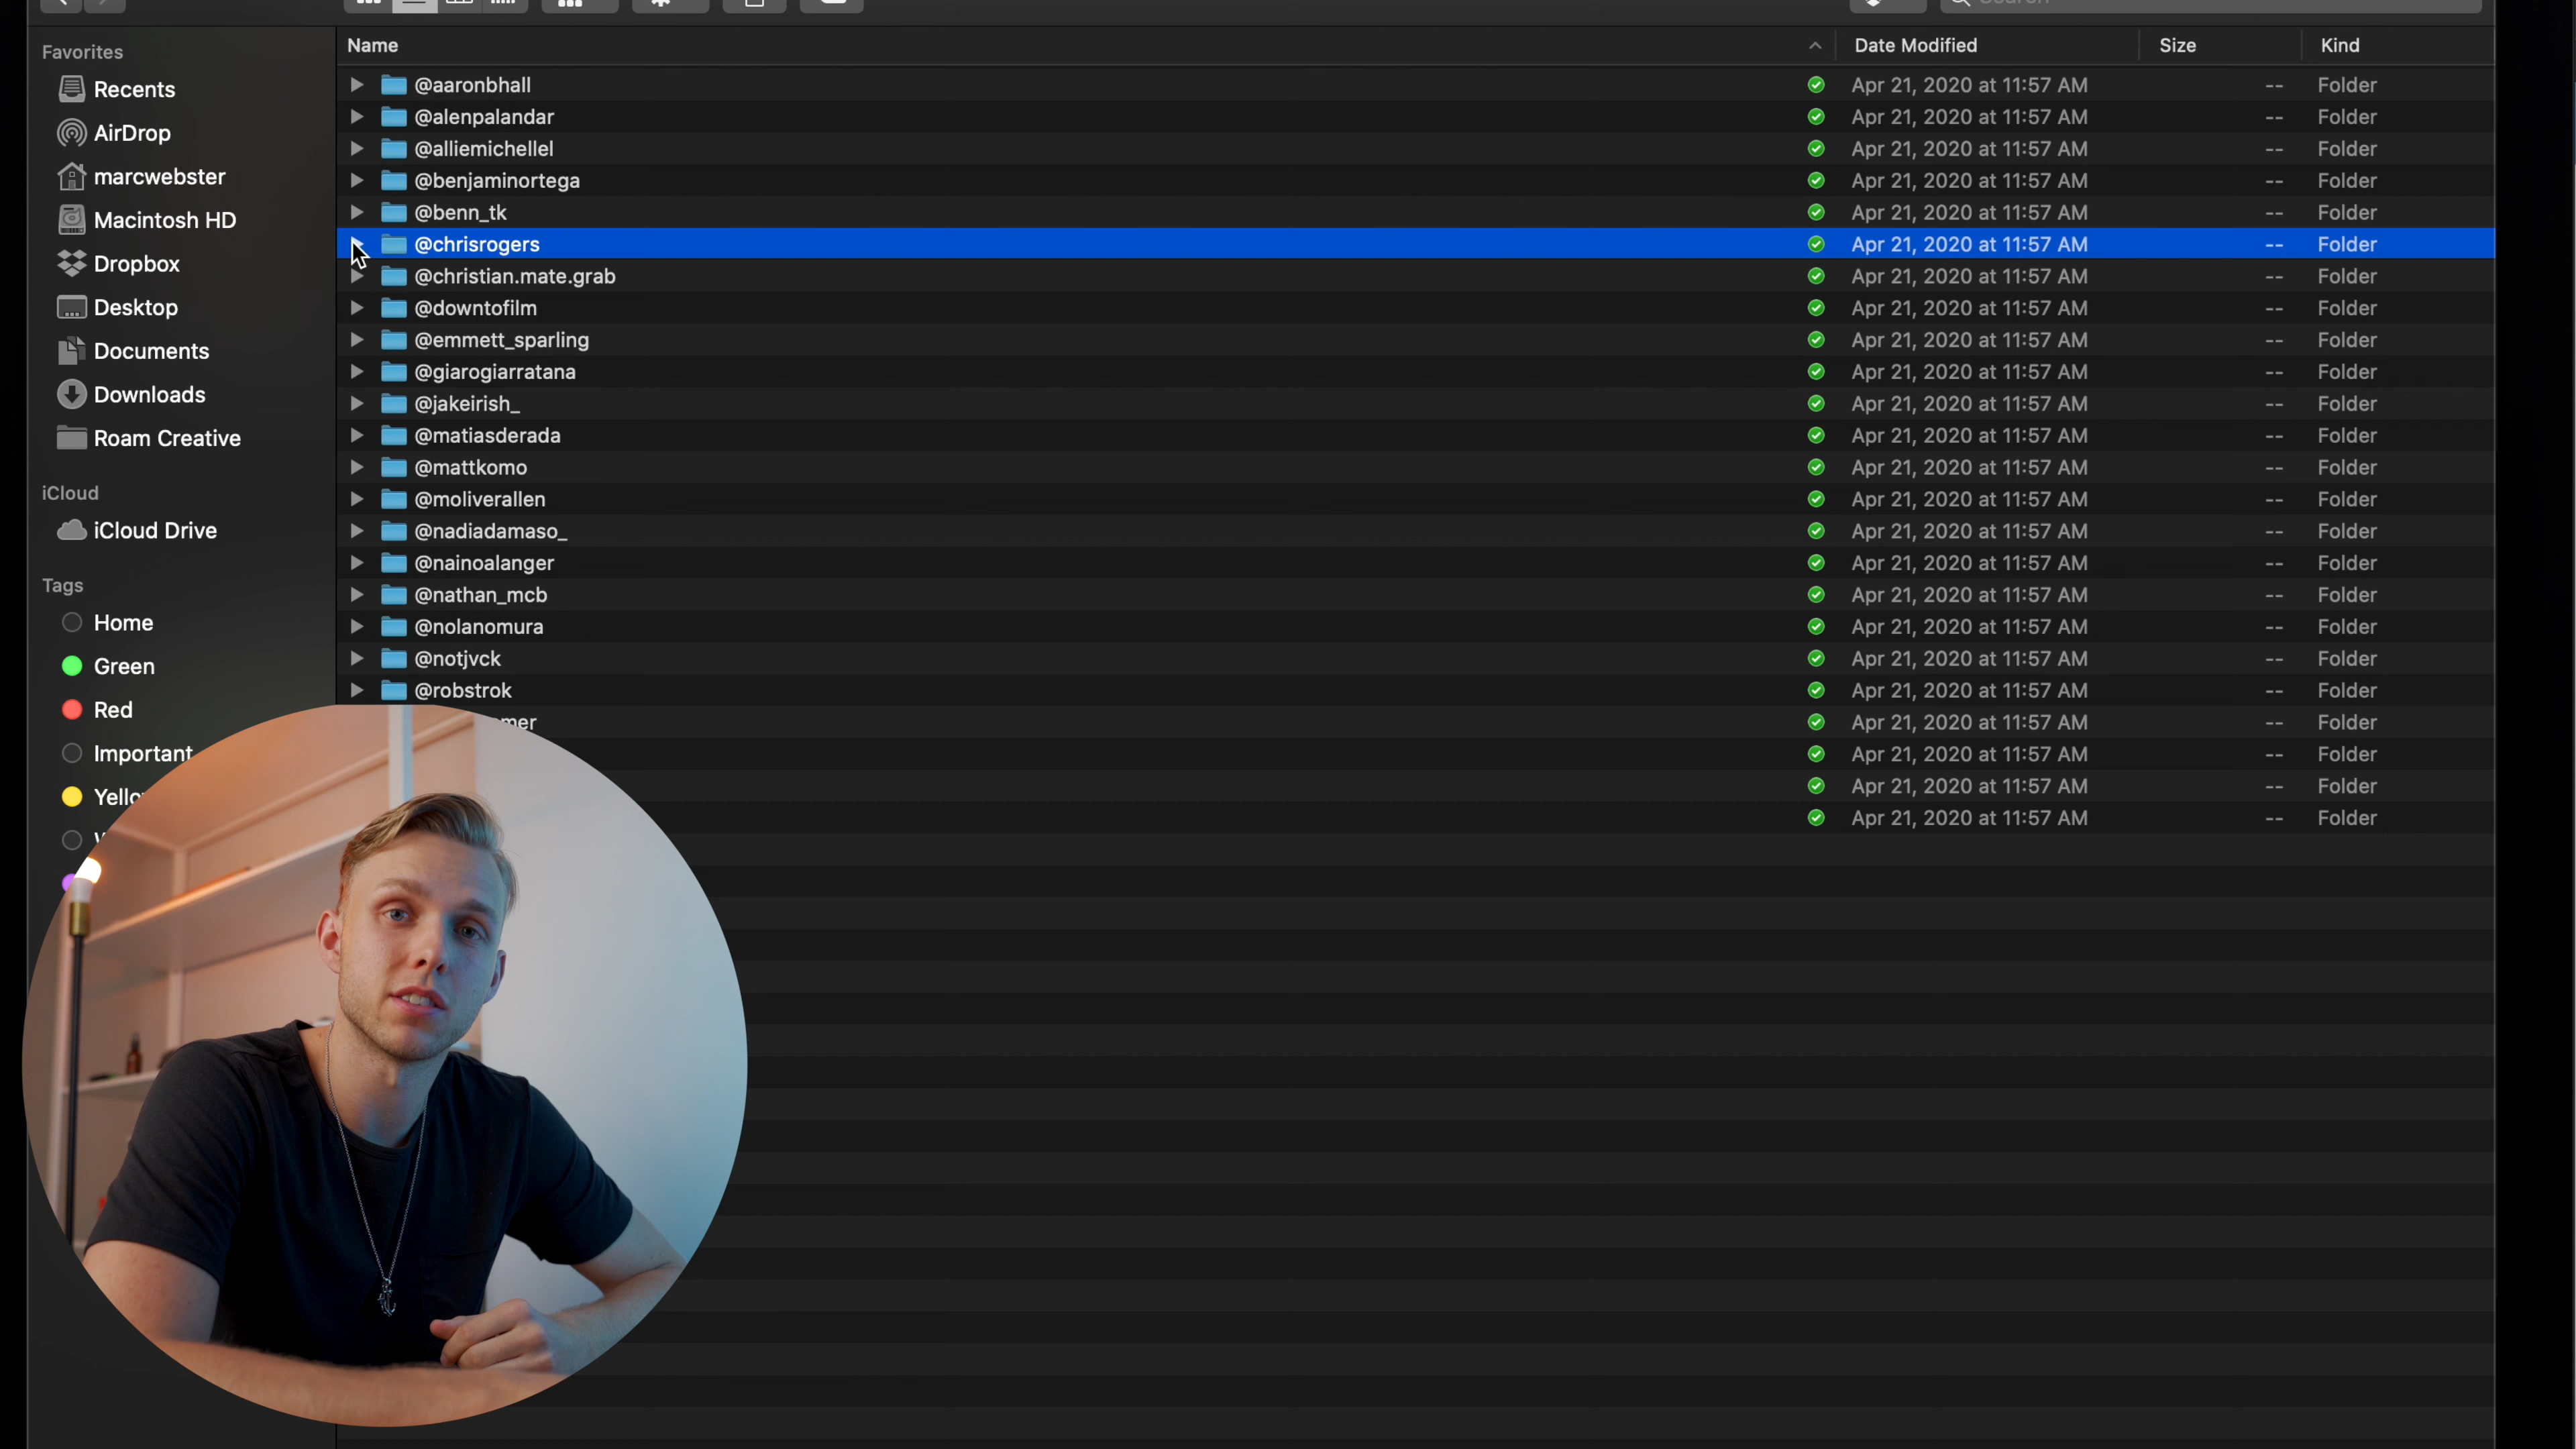 Favorites
Recents
AirDrop
marcwebster
Macintosh HD
Dropbox
Desktop
Documents
Downloads
Roam Creative
iCloud
iCloud Drive
Tags
Home
Green
Red
Important
Search
Name Date Modified Size Kind
@aaronbhall Apr 21, 2020 at 11:57 AM -- Folder
@alenpalandar Apr 21, 2020 at 11:57 AM -- Folder
@alliemichellel Apr 21, 2020 at 11:57 AM -- Folder
@benjaminortega Apr 21, 2020 at 11:57 AM -- Folder
@benn_tk Apr 21, 2020 at 11:57 AM -- Folder
@chrisrogers Apr 21, 2020 at 11:57 AM -- Folder
@christian.mate.grab Apr 21, 2020 at 11:57 AM -- Folder
@downtofilm Apr 21, 2020 at 11:57 AM -- Folder
@emmett_sparling Apr 21, 2020 at 11:57 AM -- Folder
@giarogiarratana Apr 21, 2020 at 11:57 AM -- Folder
@jakeirish_ Apr 21, 2020 at 11:57 AM -- Folder
@matiasderada Apr 21, 2020 at 11:57 AM -- Folder
@mattkomo Apr 21, 2020 at 11:57 AM -- Folder
@moliverallen Apr 21, 2020 at 11:57 AM -- Folder
@nadiadamaso_ Apr 21, 2020 at 11:57 AM -- Folder
@nainoalanger Apr 21, 2020 at 11:57 AM -- Folder
@nathan_mcb Apr 21, 2020 at 11:57 AM -- Folder
@nolanomura Apr 21, 2020 at 11:57 AM -- Folder
@notjvck Apr 21, 2020 at 11:57 AM -- Folder
@robstrok Apr 21, 2020 at 11:57 AM -- Folder
Apr 21, 2020 at 11:57 AM -- Folder
Apr 21, 2020 at 11:57 AM -- Folder
Apr 21, 2020 at 11:57 AM -- Folder
Apr 21, 2020 at 11:57 AM -- Folder